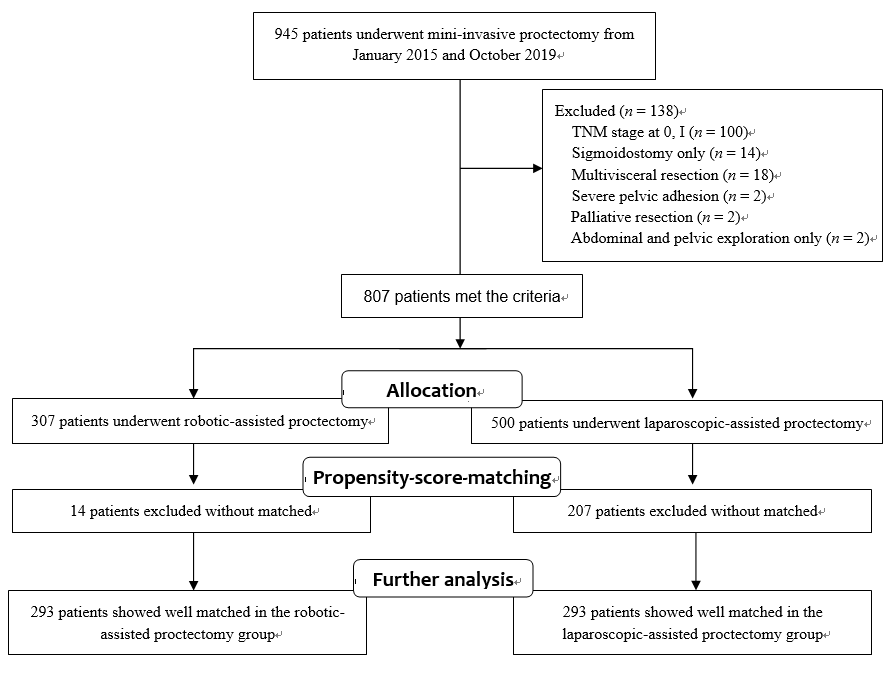 945 patients underwent mini-invasive proctectomy from
January 2015 and October 2019↵
Excluded (n = 138)↵
TNM stage at 0, I (n = 100)↵
Sigmoidostomy only (n = 14)↵
Multivisceral resection (n = 18)↵
Severe pelvic adhesion (n = 2)↵
Palliative resection (n = 2)↵
Abdominal and pelvic exploration only (n = 2)↵
807 patients met the criteria↵
Allocation↵
307 patients underwent robotic-assisted proctectomy↵
500 patients underwent laparoscopic-assisted proctectomy↵
Propensity-score-matching↵
14 patients excluded without matched↵
207 patients excluded without matched↵
Further analysis↵
293 patients showed well matched in the robotic-
assisted proctectomy group↵
293 patients showed well matched in the
laparoscopic-assisted proctectomy group↵